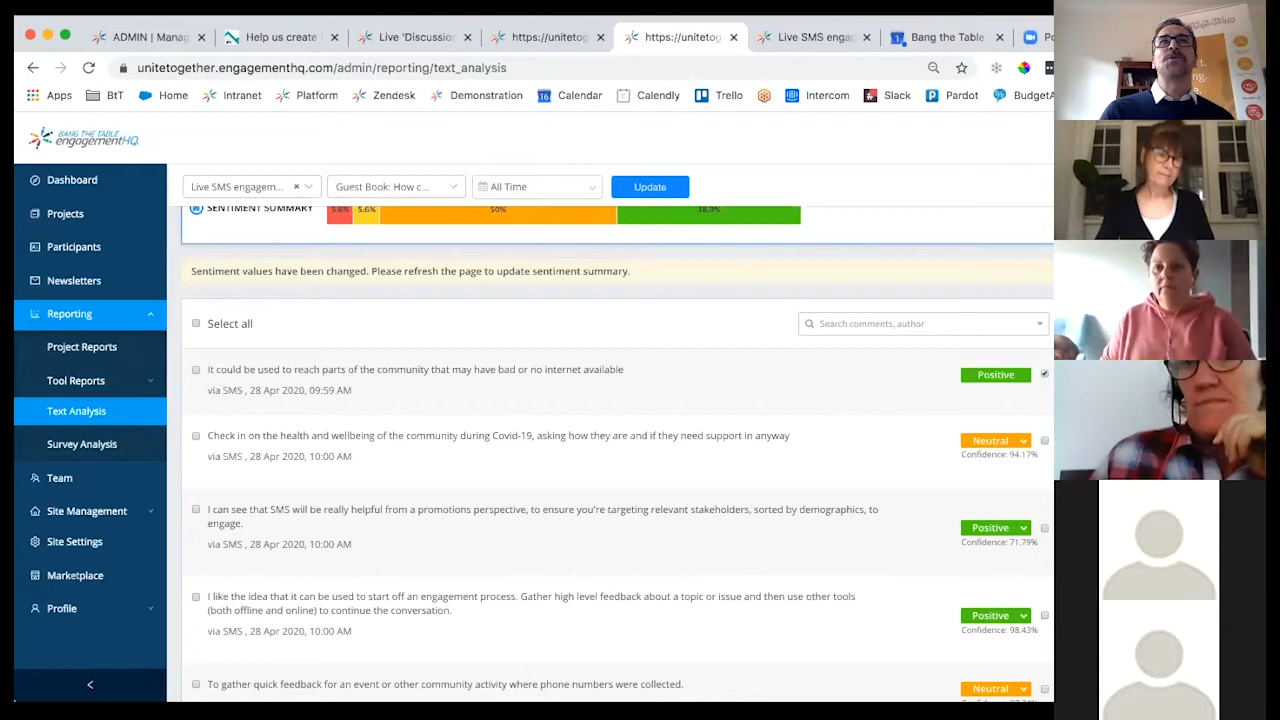 ADMIN | Manag
Help us create
Live 'Discussion
https://unitetog
https://unitetog
Live SMS engag
Bang the Table
unitetogether.engagementhq.com/admin/reporting/text_analysis
Apps
BtT
Home
Intranet
Platform
Zendesk
Demonstration
Calendar
Calendly
Trello
Intercom
Slack
Pardot
BudgetA
BANG THE TABLE
engagementHQ
Dashboard
Projects
Participants
Newsletters
Reporting
Project Reports
Tool Reports
Text Analysis
Survey Analysis
Team
Site Management
Site Settings
Marketplace
Profile
Live SMS engagem...
Guest Book: How c...
All Time
Update
SENTIMENT SUMMARY
5.6%
5.6%
50%
38.9%
Sentiment values have been changed. Please refresh the page to update sentiment summary.
Select all
Search comments, author
It could be used to reach parts of the community that may have bad or no internet available
via SMS , 28 Apr 2020, 09:59 AM
Positive
Check in on the health and wellbeing of the community during Covid-19, asking how they are and if they need support in anyway
via SMS , 28 Apr 2020, 10:00 AM
Neutral
Confidence: 94.17%
I can see that SMS will be really helpful from a promotions perspective, to ensure you're targeting relevant stakeholders, sorted by demographics, to
engage.
via SMS , 28 Apr 2020, 10:00 AM
Positive
Confidence: 71.79%
I like the idea that it can be used to start off an engagement process. Gather high level feedback about a topic or issue and then use other tools
(both offline and online) to continue the conversation.
via SMS , 28 Apr 2020, 10:00 AM
Positive
Confidence: 98.43%
To gather quick feedback for an event or other community activity where phone numbers were collected.
Neutral